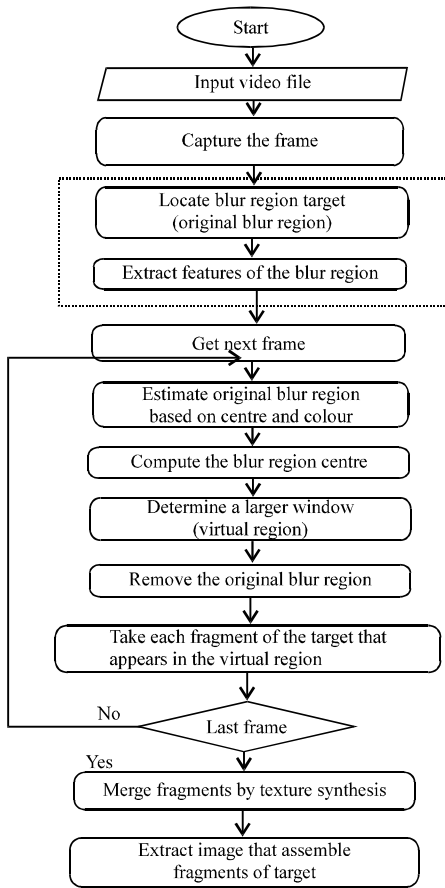 Start
Input video file
Capture the frame
Locate blur region target
(original blur region)
Extract features of the blur region
Get next frame
Estimate original blur region
based on centre and colour
Compute the blur region centre
Determine a larger window
(virtual region)
Remove the original blur region
Take each fragment of the target that
appears in the virtual region
No
Last frame
Yes
Merge fragments by texture synthesis
Extract image that assemble
fragments of target